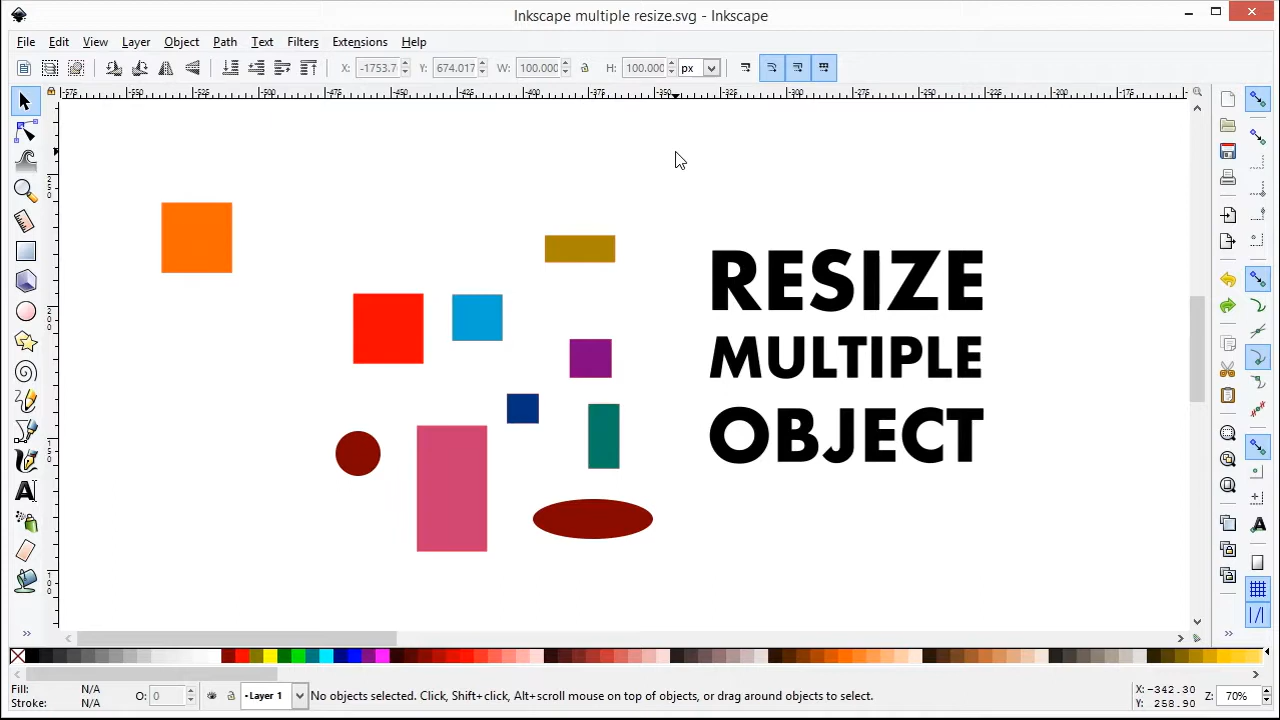 Inkscape multiple resize.svg - Inkscape
File Edit View Layer Object Path Text Filters Extensions Help
X: -1753.7 Y: 674.017 W: 100.000 H: 100.000 px
RESIZE
MULTIPLE
OBJECT
Fill: N/A
Stroke: N/A
O: 0
Layer 1
No objects selected. Click, Shift+click, Alt+scroll mouse on top of objects, or drag around objects to select.
X: -342.30
Y: 258.90
Z: 70%